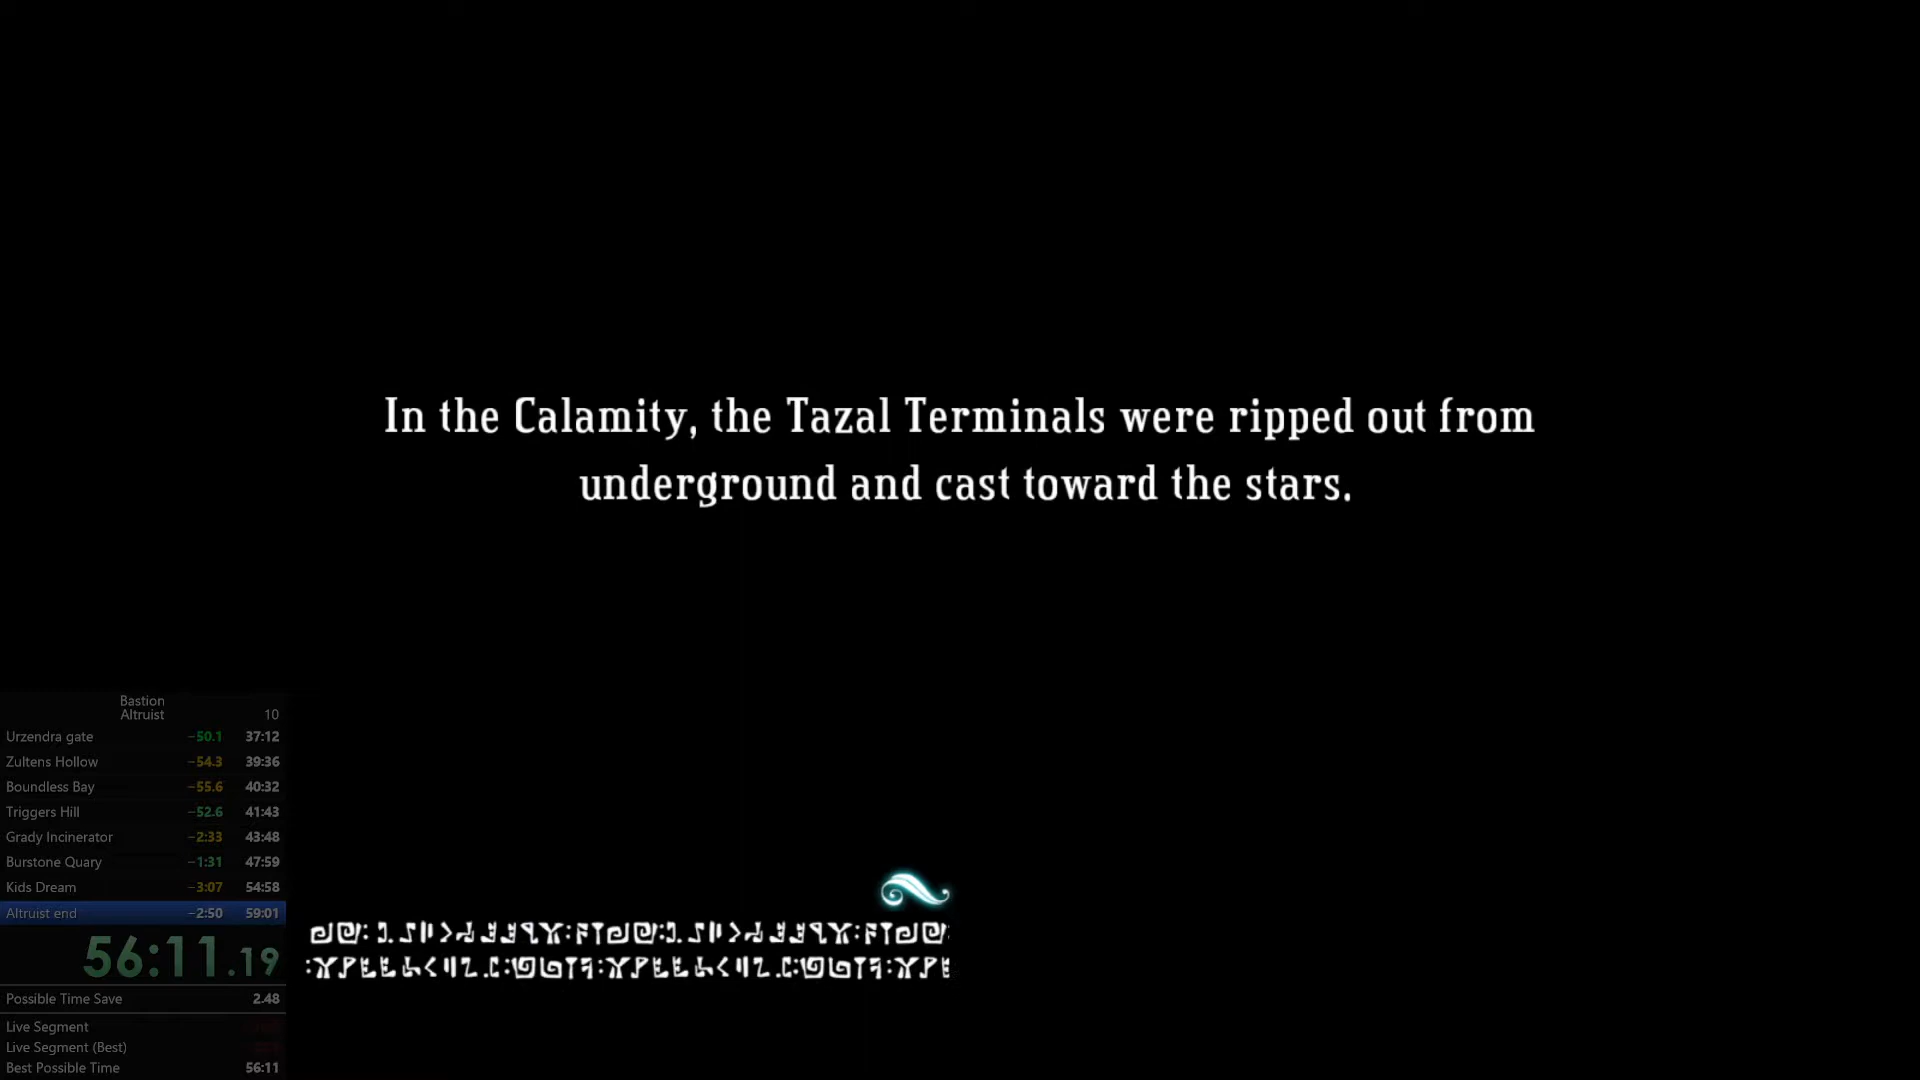 In the Calamity, the Tazal Terminals were ripped out from
underground and cast toward the stars.
Bastion
Altruist 10
Urzendra gate −50.1 37:12
Zultens Hollow −54.3 39:36
Boundless Bay −55.6 40:32
Triggers Hill −52.6 41:43
Grady Incinerator −2:33 43:48
Burstone Quary −1:31 47:59
Kids Dream −3:07 54:58
Altruist end −2:50 59:01
56:11.19
Possible Time Save 2.48
Live Segment
Live Segment (Best)
Best Possible Time 56:11